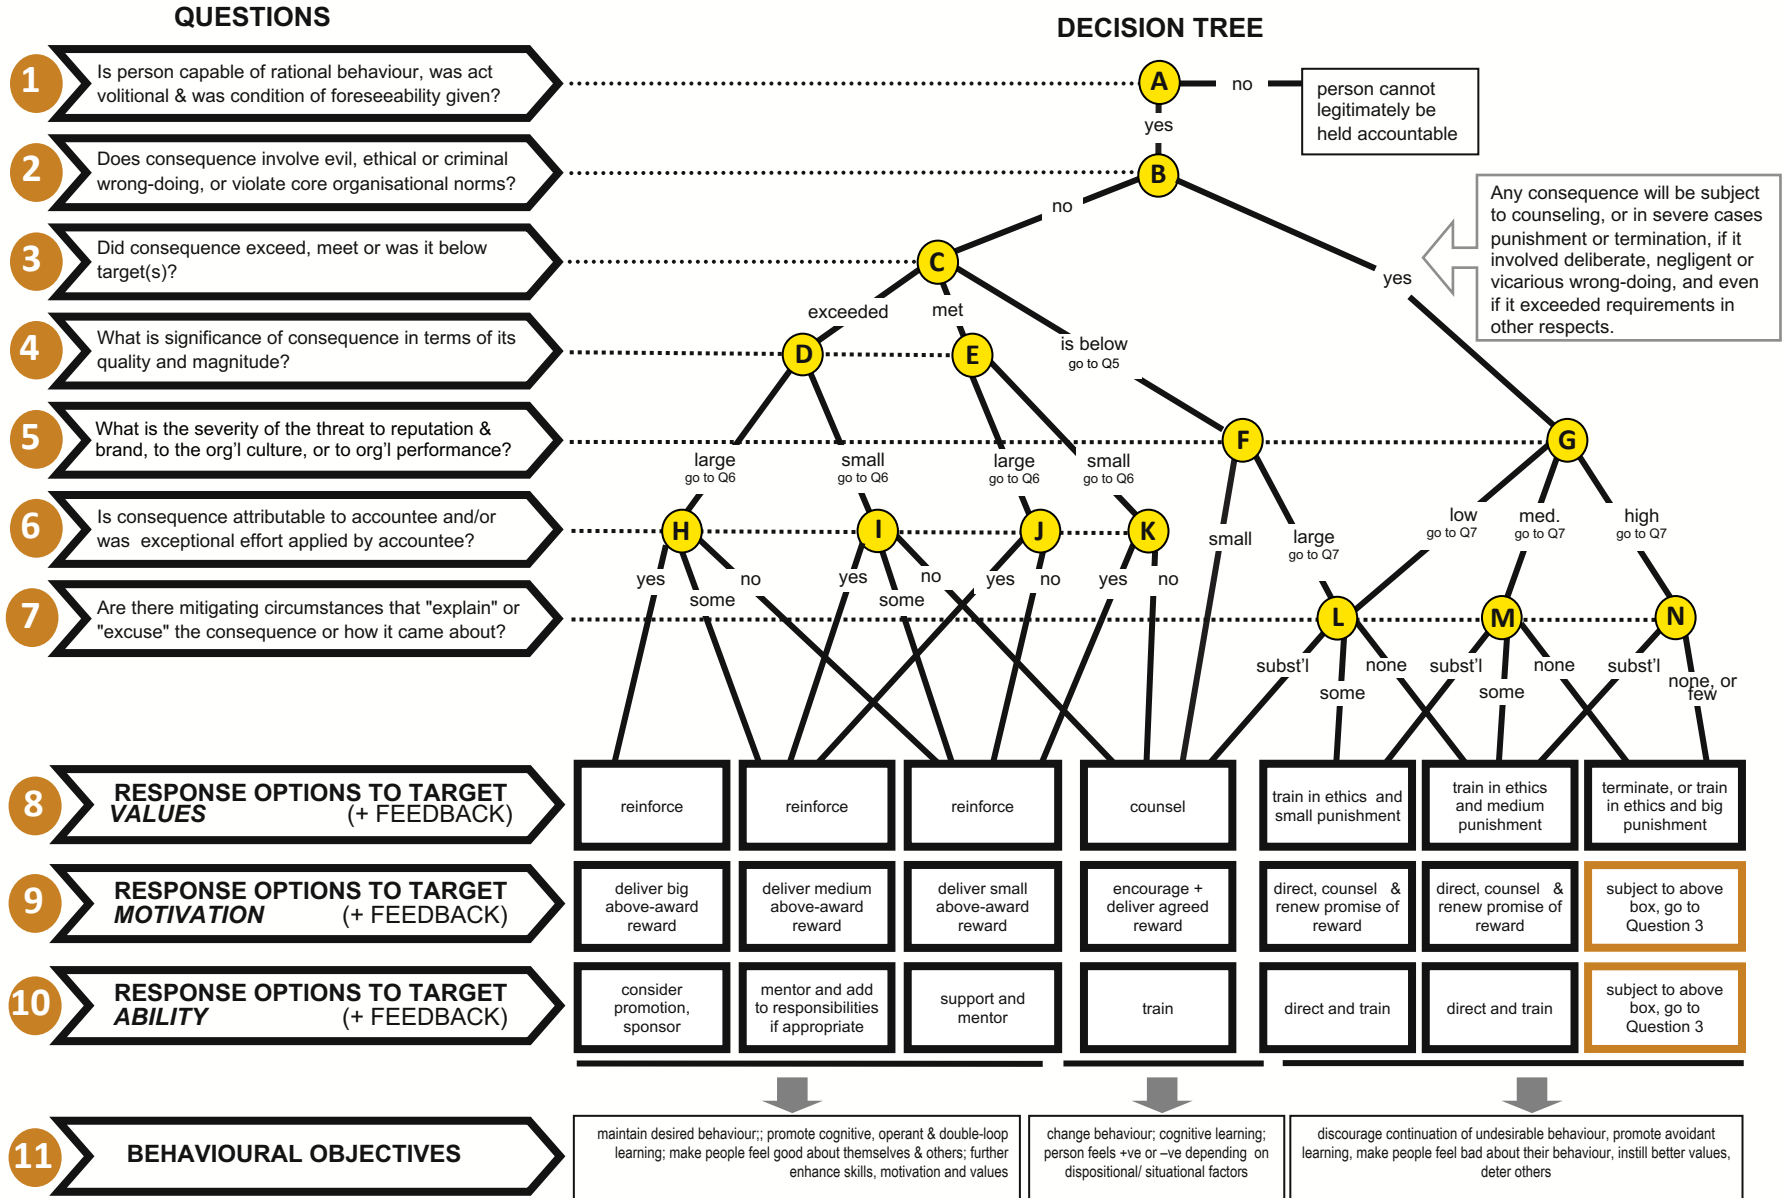 QUESTIONS
DECISION TREE
1
Is person capable of rational behaviour, was act
volitional & was condition of foreseeability given?
A
no
person cannot
legitimately be
held accountable
yes
2
Does consequence involve evil, ethical or criminal
wrong-doing, or violate core organisational norms?
B
no
yes
Any consequence will be subject
to counseling, or in severe cases
punishment or termination, if it
involved deliberate, negligent or
vicarious wrong-doing, and even
if it exceeded requirements in
other respects.
3
Did consequence exceed, meet or was it below
target(s)?
C
exceeded
met
is below
go to Q5
4
What is significance of consequence in terms of its
quality and magnitude?
D
E
5
What is the severity of the threat to reputation &
brand, to the org'l culture, or to org'l performance?
F
G
large
go to Q6
small
go to Q6
large
go to Q6
small
go to Q6
6
Is consequence attributable to accountee and/or
was exceptional effort applied by accountee?
H
I
J
K
small
large
go to Q7
low
go to Q7
med.
go to Q7
high
go to Q7
yes
some
no
yes
some
no
yes
no
yes
no
7
Are there mitigating circumstances that "explain" or
"excuse" the consequence or how it came about?
L
M
N
subst'l
some
none
subst'l
some
none
subst'l
none, or
few
8
RESPONSE OPTIONS TO TARGET
VALUES (+ FEEDBACK)
reinforce
reinforce
reinforce
counsel
train in ethics and
small punishment
train in ethics
and medium
punishment
terminate, or train
in ethics and big
punishment
9
RESPONSE OPTIONS TO TARGET
MOTIVATION (+ FEEDBACK)
deliver big
above-award
reward
deliver medium
above-award
reward
deliver small
above-award
reward
encourage +
deliver agreed
reward
direct, counsel &
renew promise of
reward
direct, counsel &
renew promise of
reward
subject to above
box, go to
Question 3
10
RESPONSE OPTIONS TO TARGET
ABILITY (+ FEEDBACK)
consider
promotion,
sponsor
mentor and add
to responsibilities
if appropriate
support and
mentor
train
direct and train
direct and train
subject to above
box, go to
Question 3
11
BEHAVIOURAL OBJECTIVES
maintain desired behaviour;; promote cognitive, operant & double-loop
learning; make people feel good about themselves & others; further
enhance skills, motivation and values
change behaviour; cognitive learning;
person feels +ve or –ve depending on
dispositional/ situational factors
discourage continuation of undesirable behaviour, promote avoidant
learning, make people feel bad about their behaviour, instill better values,
deter others